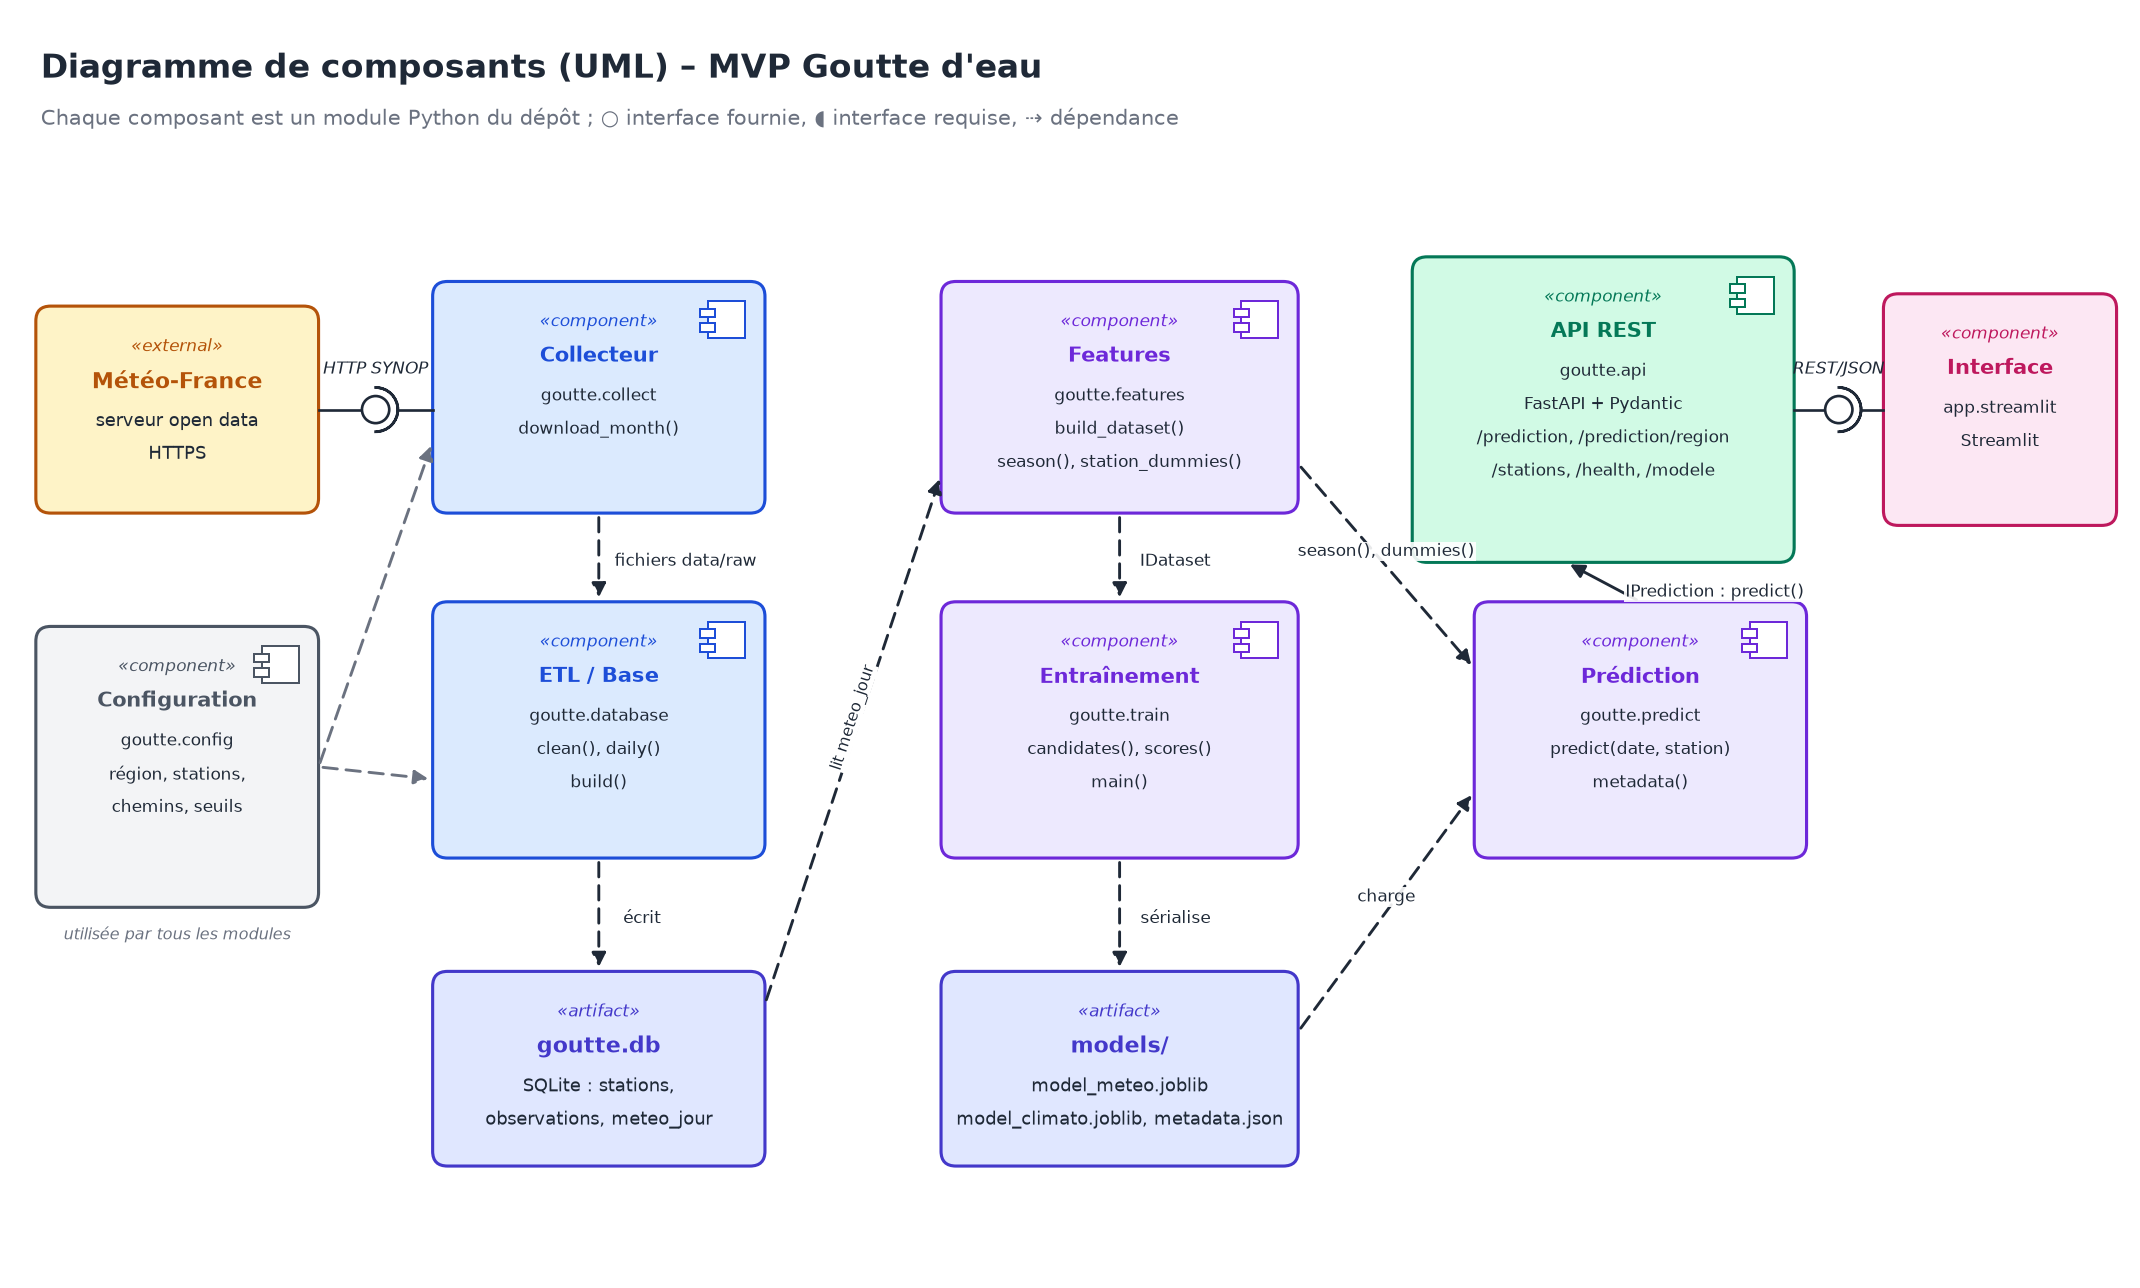 Diagramme de composants (UML) – MVP Goutte d'eau
Chaque composant est un module Python du dépôt ; ○ interface fournie, ◖ interface requise, ⇢ dépendance
«external»
Météo-France
serveur open data
HTTPS
HTTP SYNOP
«component»
Collecteur
goutte.collect
download_month()
«component»
Features
goutte.features
build_dataset()
season(), station_dummies()
«component»
API REST
goutte.api
FastAPI + Pydantic
/prediction, /prediction/region
/stations, /health, /modele
REST/JSON
«component»
Interface
app.streamlit
Streamlit
fichiers data/raw
IDataset
season(), dummies()
IPrediction : predict()
«component»
Configuration
goutte.config
région, stations,
chemins, seuils
utilisée par tous les modules
«component»
ETL / Base
goutte.database
clean(), daily()
build()
lit meteo_jour
«component»
Entraînement
goutte.train
candidates(), scores()
main()
«component»
Prédiction
goutte.predict
predict(date, station)
metadata()
écrit
sérialise
charge
«artifact»
goutte.db
SQLite : stations,
observations, meteo_jour
«artifact»
models/
model_meteo.joblib
model_climato.joblib, metadata.json